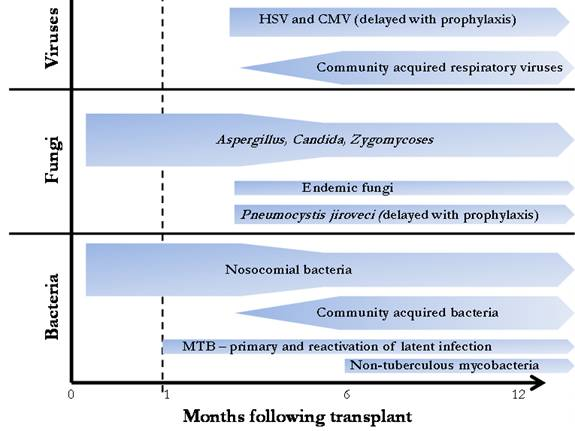 Viruses
HSV and CMV (delayed with prophylaxis)
Community acquired respiratory viruses
Fungi
Aspergillus, Candida, Zygomycoses
Endemic fungi
Pneumocystis jiroveci (delayed with prophylaxis)
Bacteria
Nosocomial bacteria
Community acquired bacteria
MTB – primary and reactivation of latent infection
Non-tuberculous mycobacteria
0 1 6 12
Months following transplant